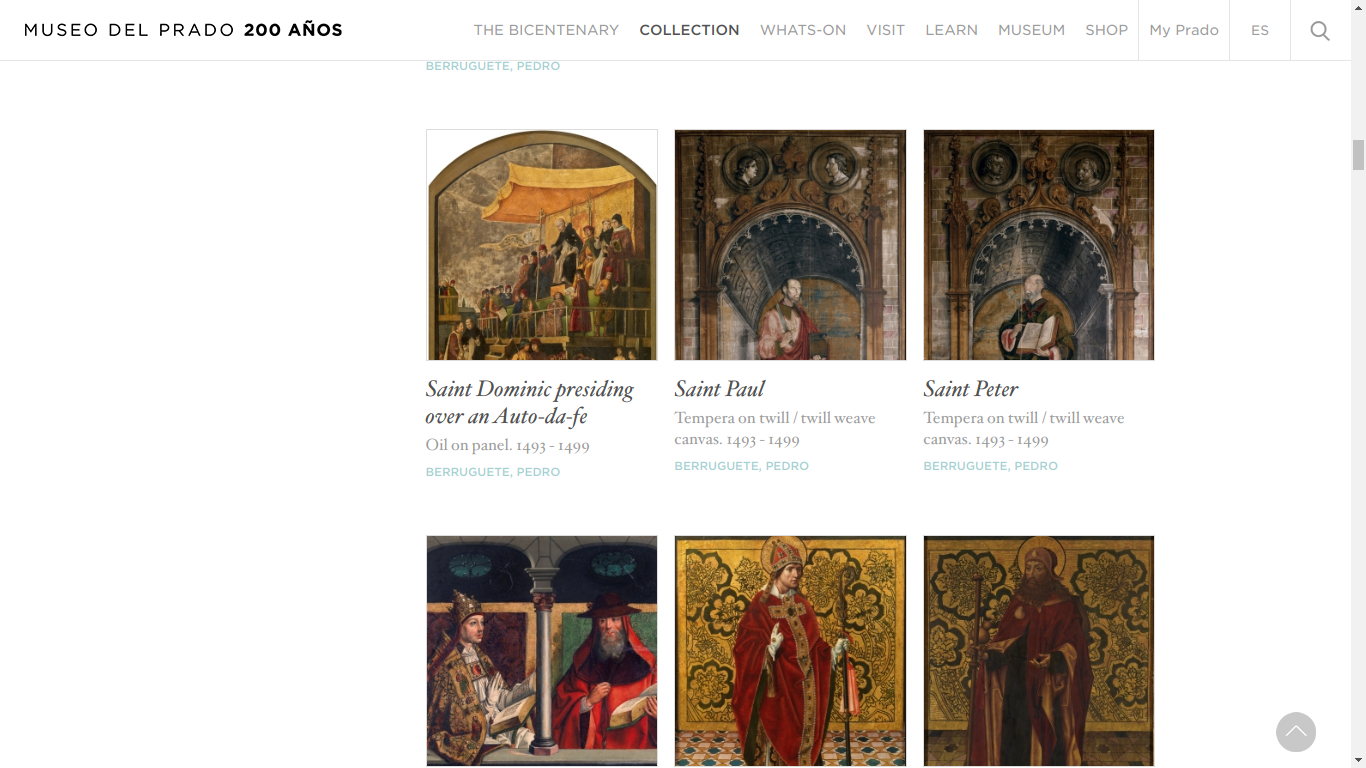 MUSEO DEL PRADO 200 AÑOS
THE BICENTENARY COLLECTION WHATS-ON VISIT LEARN MUSEUM SHOP My Prado ES
BERRUGUETE, PEDRO
Saint Dominic presiding
over an Auto-da-fe
Oil on panel. 1493 - 1499
BERRUGUETE, PEDRO
Saint Paul
Tempera on twill / twill weave
canvas. 1493 - 1499
BERRUGUETE, PEDRO
Saint Peter
Tempera on twill / twill weave
canvas. 1493 - 1499
BERRUGUETE, PEDRO